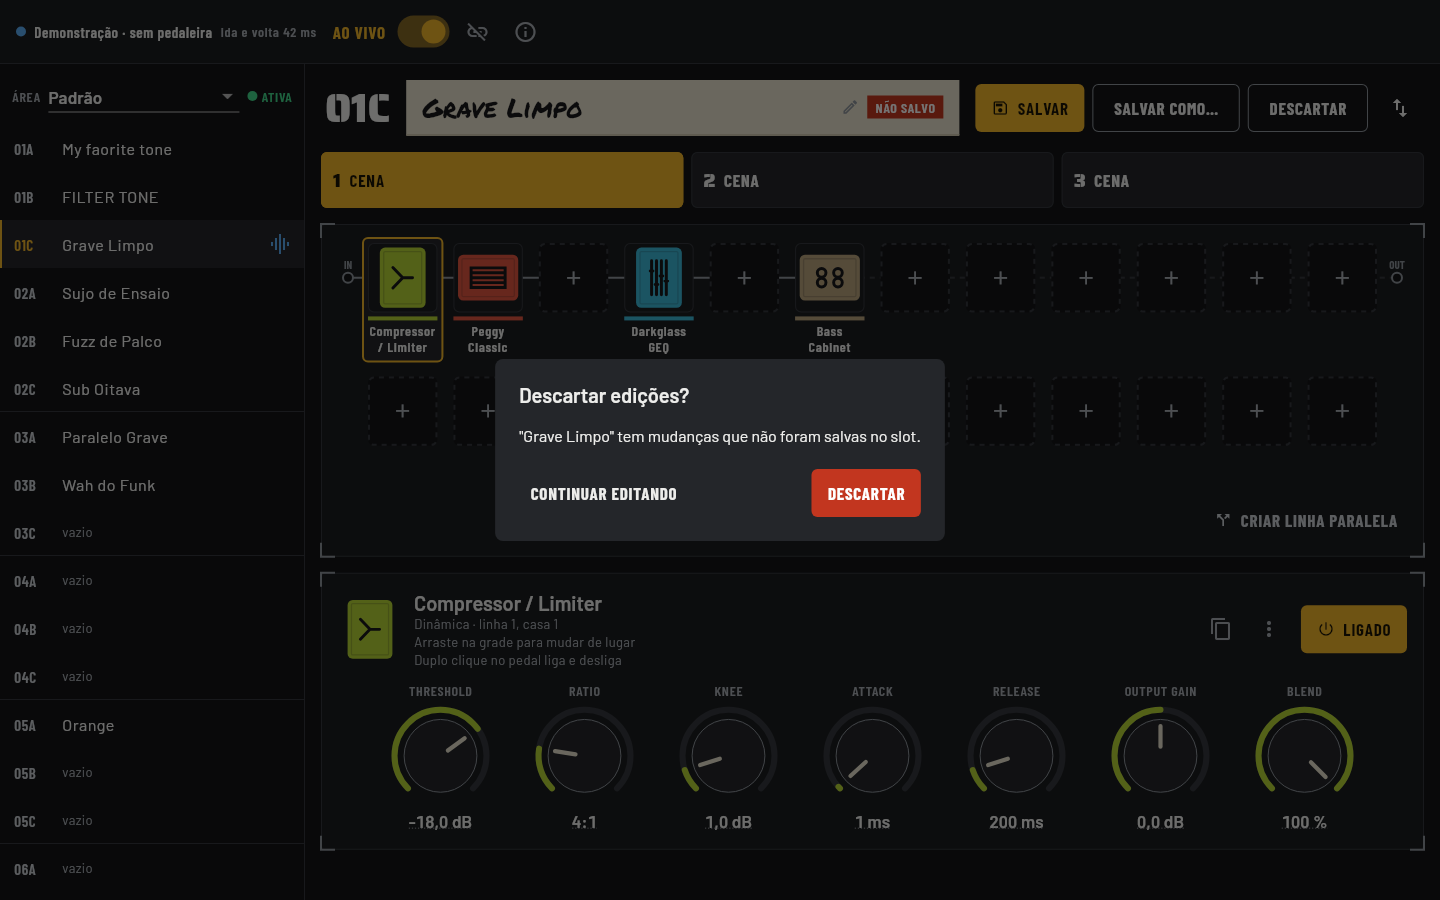 Demonstração · sem pedaleira Ida e volta 42 ms AO VIVO
ÁREA Padrão ATIVA
01A My faorite tone
01B FILTER TONE
01C Grave Limpo
02A Sujo de Ensaio
02B Fuzz de Palco
02C Sub Oitava
03A Paralelo Grave
03B Wah do Funk
03C vazio
04A vazio
04B vazio
04C vazio
05A Orange
05B vazio
05C vazio
06A vazio
01C Grave Limpo NÃO SALVO SALVAR SALVAR COMO... DESCARTAR
1 CENA 2 CENA 3 CENA
IN OUT
88
Compressor / Limiter
Peggy Classic
Darkglass GEQ
Bass Cabinet
Descartar edições?
"Grave Limpo" tem mudanças que não foram salvas no slot.
CONTINUAR EDITANDO DESCARTAR
CRIAR LINHA PARALELA
Compressor / Limiter
Dinâmica · linha 1, casa 1
Arraste na grade para mudar de lugar
Duplo clique no pedal liga e desliga
LIGADO
THRESHOLD RATIO KNEE ATTACK RELEASE OUTPUT GAIN BLEND
-18,0 dB 4:1 1,0 dB 1 ms 200 ms 0,0 dB 100 %